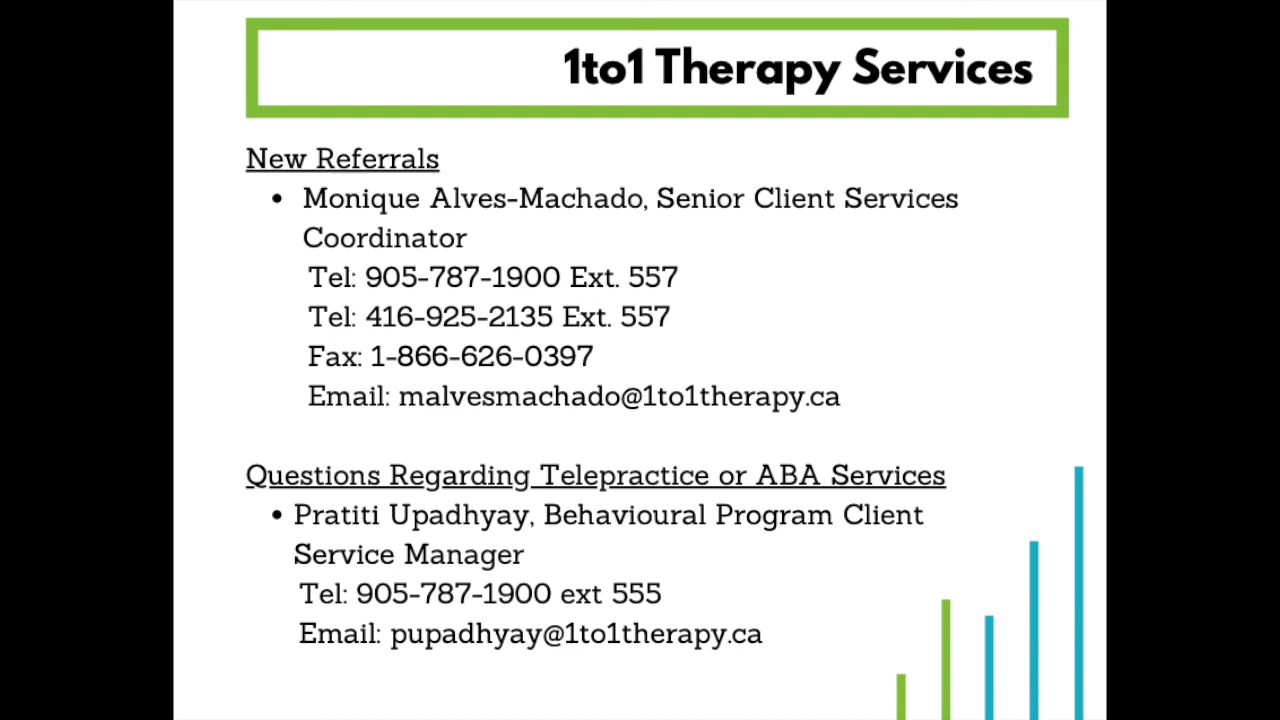 1to1 Therapy Services
New Referrals
• Monique Alves-Machado, Senior Client Services
Coordinator
Tel: 905-787-1900 Ext. 557
Tel: 416-925-2135 Ext. 557
Fax: 1-866-626-0397
Email: malvesmachado@1to1therapy.ca
Questions Regarding Telepractice or ABA Services
• Pratiti Upadhyay, Behavioural Program Client
Service Manager
Tel: 905-787-1900 ext 555
Email: pupadhyay@1to1therapy.ca